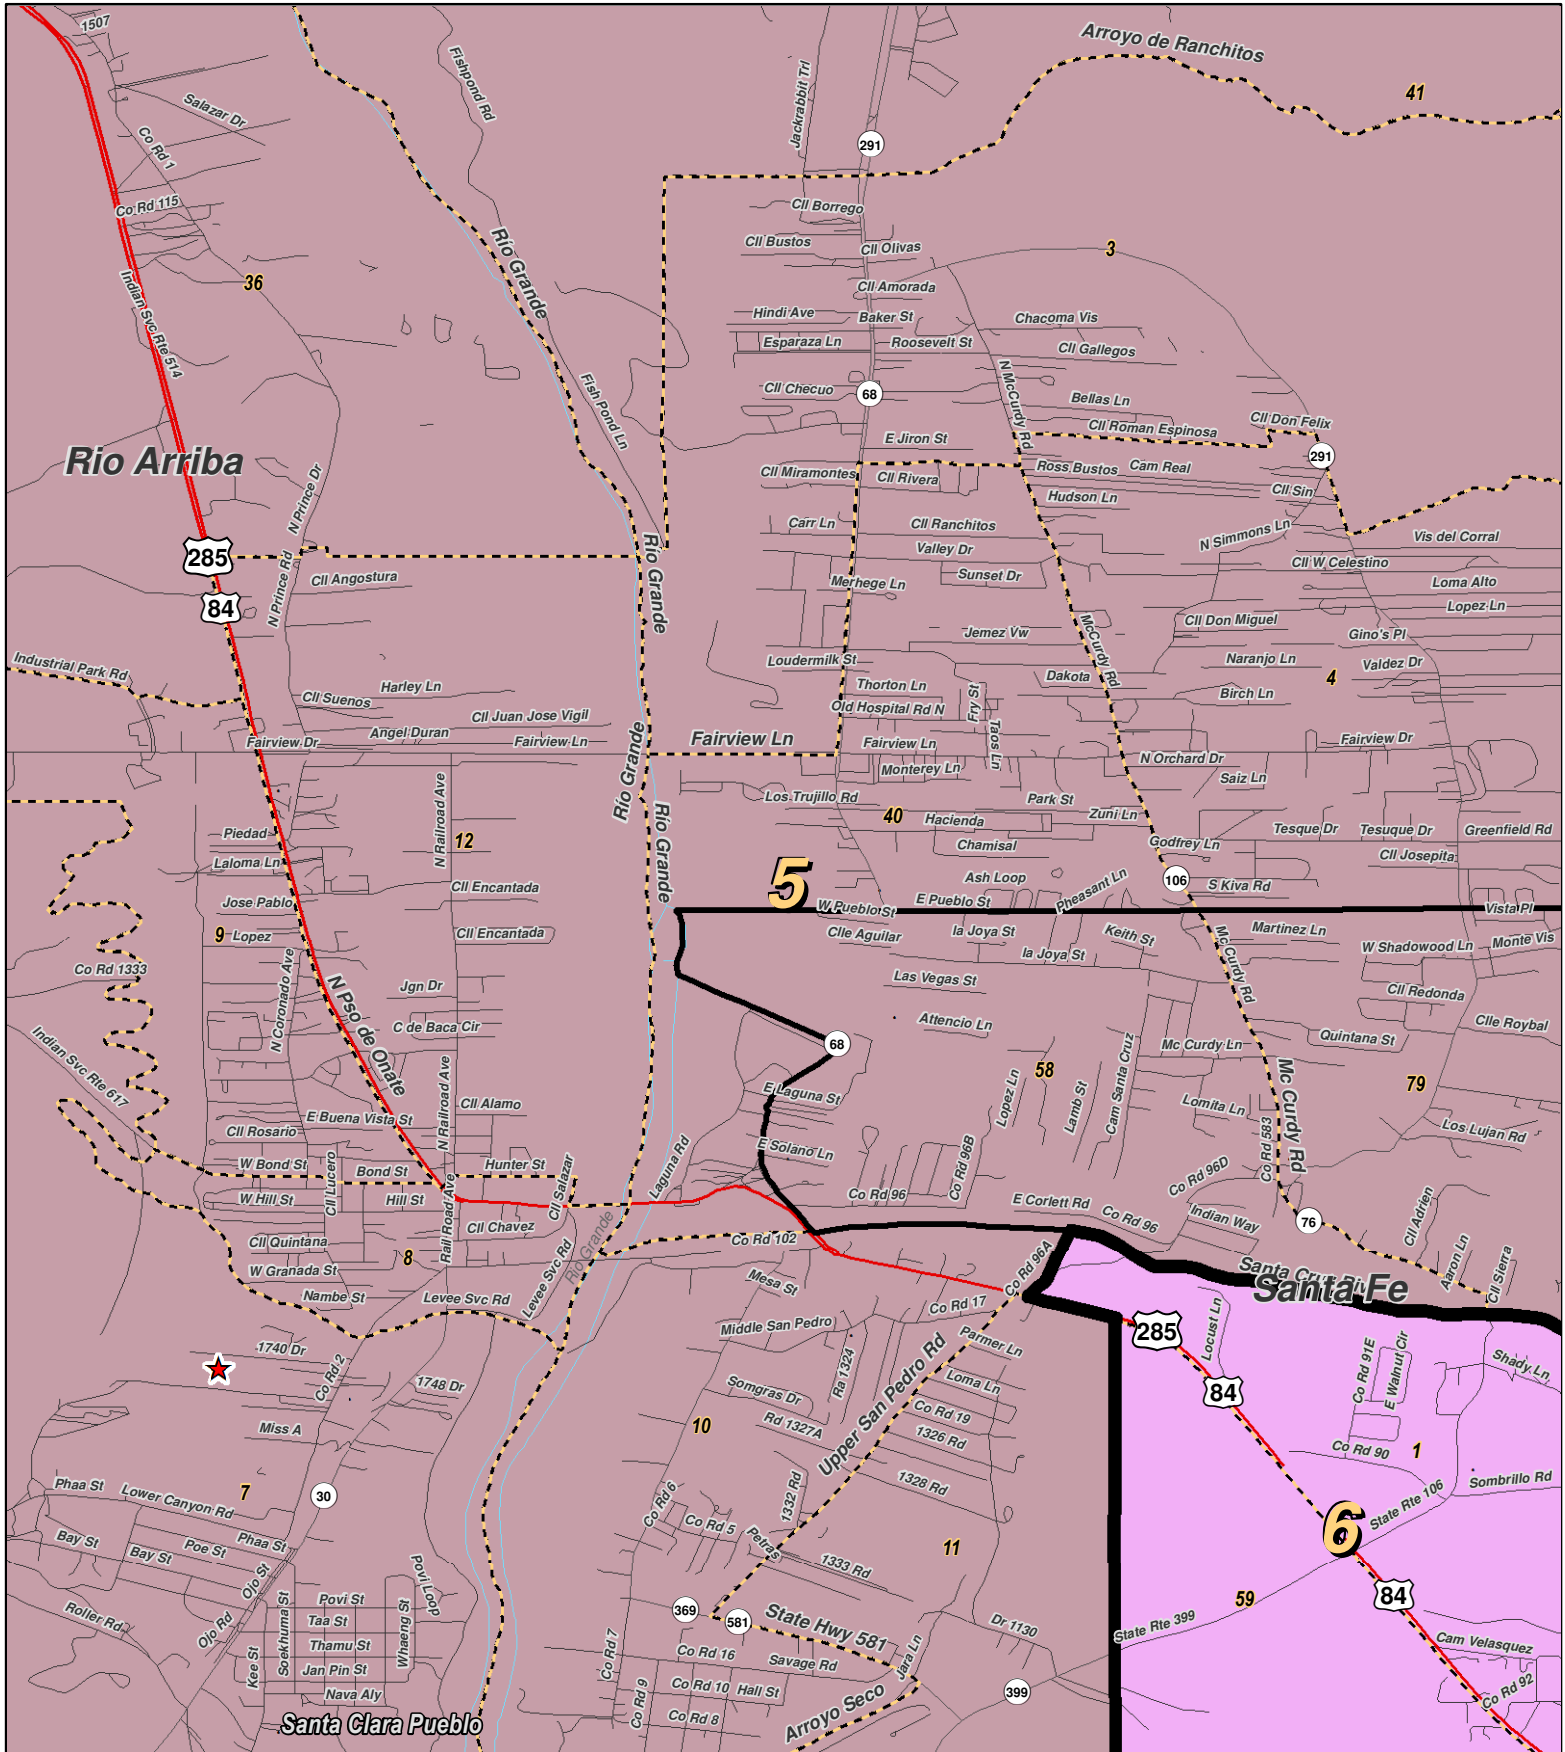 1507
Fishpond Rd
Jackrabbit Trl
Arroyo de Ranchitos
41
Salazar Dr
Co Rd 1
291
Co Rd 115
Cll Borrego
Cll Bustos
Cll Olivas
3
36
Indian Svc Rte 514
Rio Grande
Cll Amorada
Hindi Ave
Baker St
Chacoma Vis
Esparaza Ln
Roosevelt St
Cll Gallegos
Fish Pond Ln
Cll Checuo
68
N McCurdy Rd
Bellas Ln
Cll Roman Espinosa
Cll Don Felix
E Jiron St
291
Rio Arriba
N Prince Dr
Cll Miramontes
Cll Rivera
Ross Bustos
Cam Real
Hudson Ln
Cll Sin
Carr Ln
Cll Ranchitos
N Simmons Ln
Vis del Corral
285
Rio Grande
Valley Dr
Cll W Celestino
N Prince Rd
Cll Angostura
Merhege Ln
Sunset Dr
Loma Alto
84
Lopez Ln
Jemez Vw
McCurdy Rd
Cll Don Miguel
Gino's Pl
Industrial Park Rd
Loudermilk St
Naranjo Ln
Valdez Dr
4
Cll Suenos
Harley Ln
Thorton Ln
Fry St
Dakota
Birch Ln
Old Hospital Rd N
Cll Juan Jose Vigil
Angel Duran
Fairview Dr
Fairview Ln
Rio Grande
Fairview Ln
Fairview Ln
Taos Ln
Fairview Dr
N Orchard Dr
Monterey Ln
Saiz Ln
N Railroad Ave
Rio Grande
Los Trujillo Rd
Park St
40
Hacienda
Zuni Ln
Piedad
12
Tesque Dr
Tesuque Dr
Greenfield Rd
Laloma Ln
Chamisal
Godfrey Ln
Cll Josepita
5
Ash Loop
Pheasant Ln
106
S Kiva Rd
Cll Encantada
Jose Pablo
W Pueblo St
E Pueblo St
Vista Pl
9
Lopez
Cll Encantada
Clle Aguilar
la Joya St
Keith St
Martinez Ln
W Shadowood Ln
Monte Vis
la Joya St
Mc Curdy Rd
Co Rd 1333
N Coronado Ave
N Pso de Onate
Jgn Dr
Las Vegas St
Cll Redonda
C de Baca Cir
Attencio Ln
Clle Roybal
Quintana St
Indian Svc Rte 617
68
Mc Curdy Ln
58
79
E Laguna St
Lopez Ln
Lamb St
Cam Santa Cruz
Mc Curdy Rd
N Railroad Ave
Cll Alamo
E Buena Vista St
Lomita Ln
Cll Rosario
Los Lujan Rd
E Solano Ln
Co Rd 583
W Bond St
Bond St
Hunter St
Cll Lucero
Cll Salazar
Laguna Rd
Co Rd 96B
Co Rd 96D
W Hill St
Hill St
Rail Road Ave
Co Rd 96
E Corlett Rd
Co Rd 96
Indian Way
76
Cll Adrien
Cll Chavez
Cll Quintana
Rio Grande
Co Rd 102
Aaron Ln
8
W Granada St
Levee Svc Rd
Co Rd 96A
Cll Sierra
Mesa St
Santa Fe
Nambe St
Levee Svc Rd
Co Rd 17
Middle San Pedro
285
Locust Ln
1740 Dr
Co Rd 2
Parmer Ln
Ra 1324
Upper San Pedro Rd
Co Rd 91E
E Walnut Cir
Shady Ln
1748 Dr
Somgras Dr
Loma Ln
84
Miss A
10
Rd 1327A
Co Rd 19
1326 Rd
Co Rd 90
1
Phaa St
Lower Canyon Rd
7
30
1328 Rd
Sombrillo Rd
Co Rd 6
1332 Rd
State Rte 106
Co Rd 5
6
Bay St
Bay St
Poe St
Phaa St
Petras
11
1333 Rd
Ojo St
Povi Loop
Roller Rd
Ojo Rd
Soekhuma St
Povi St
Whaeng St
59
84
Taa St
369
581
State Hwy 581
Dr 1130
State Rte 399
Thamu St
Co Rd 7
Co Rd 16
Savage Rd
Jara Ln
Cam Velasquez
Kee St
Jan Pin St
Nava Aly
Co Rd 9
Co Rd 10
Hall St
399
Co Rd 92
Santa Clara Pueblo
Co Rd 8
Arroyo Seco